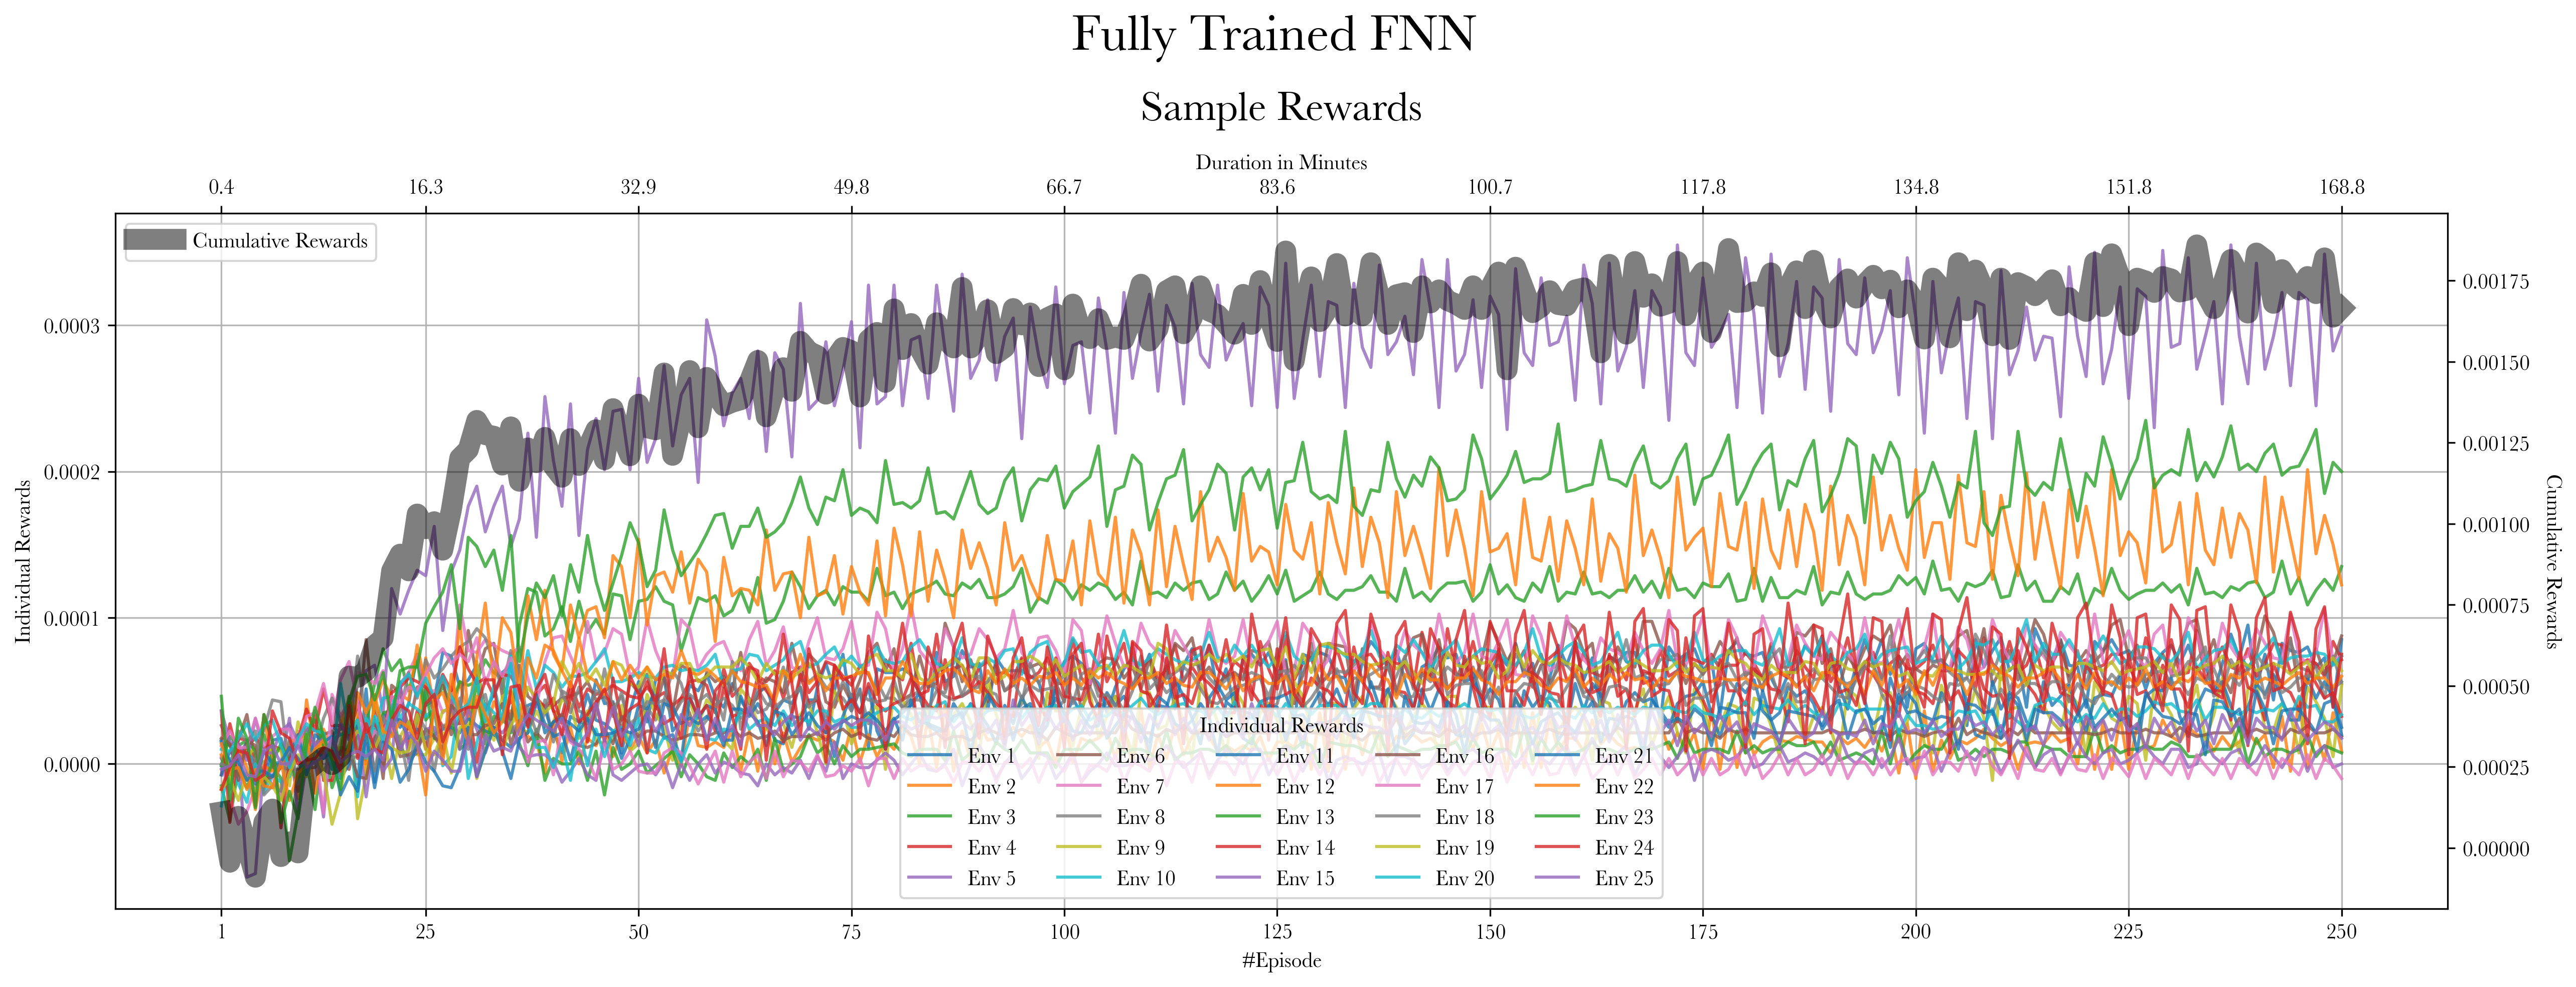 Fully Trained FNN
Sample Rewards
Duration in Minutes
0.4 16.3 32.9 49.8 66.7 83.6 100.7 117.8 134.8 151.8 168.8
Cumulative Rewards
Individual Rewards
0.0003
0.0002
0.0001
0.0000
0.00175
0.00150
0.00125
0.00100
0.00075
0.00050
0.00025
0.00000
Cumulative Rewards
Individual Rewards
Env 1 Env 6 Env 11 Env 16 Env 21
Env 2 Env 7 Env 12 Env 17 Env 22
Env 3 Env 8 Env 13 Env 18 Env 23
Env 4 Env 9 Env 14 Env 19 Env 24
Env 5 Env 10 Env 15 Env 20 Env 25
1 25 50 75 100 125 150 175 200 225 250
#Episode